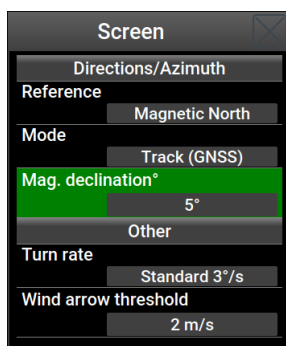 Screen
Directions/Azimuth
Reference
Magnetic North
Mode
Track (GNSS)
Mag. declination°
5°
Other
Turn rate
Standard 3°/s
Wind arrow threshold
2 m/s